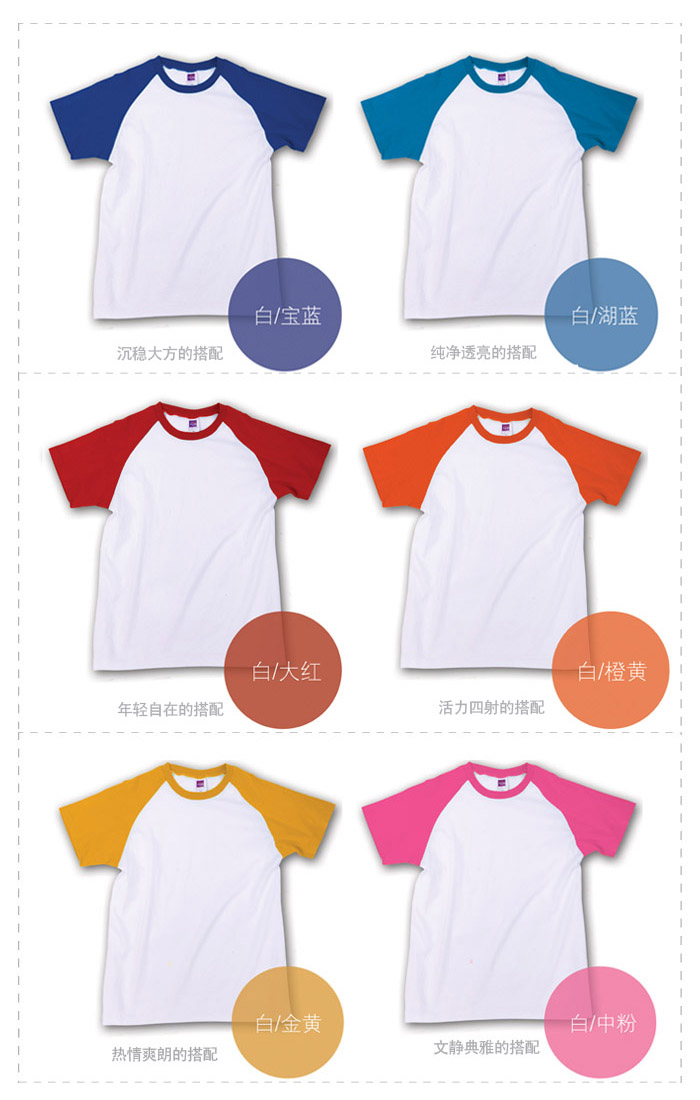 白/宝蓝
沉稳大方的搭配
白/湖蓝
纯净透亮的搭配
白/大红
年轻自在的搭配
白/橙黄
活力四射的搭配
白/金黄
热情爽朗的搭配
白/中粉
文静典雅的搭配